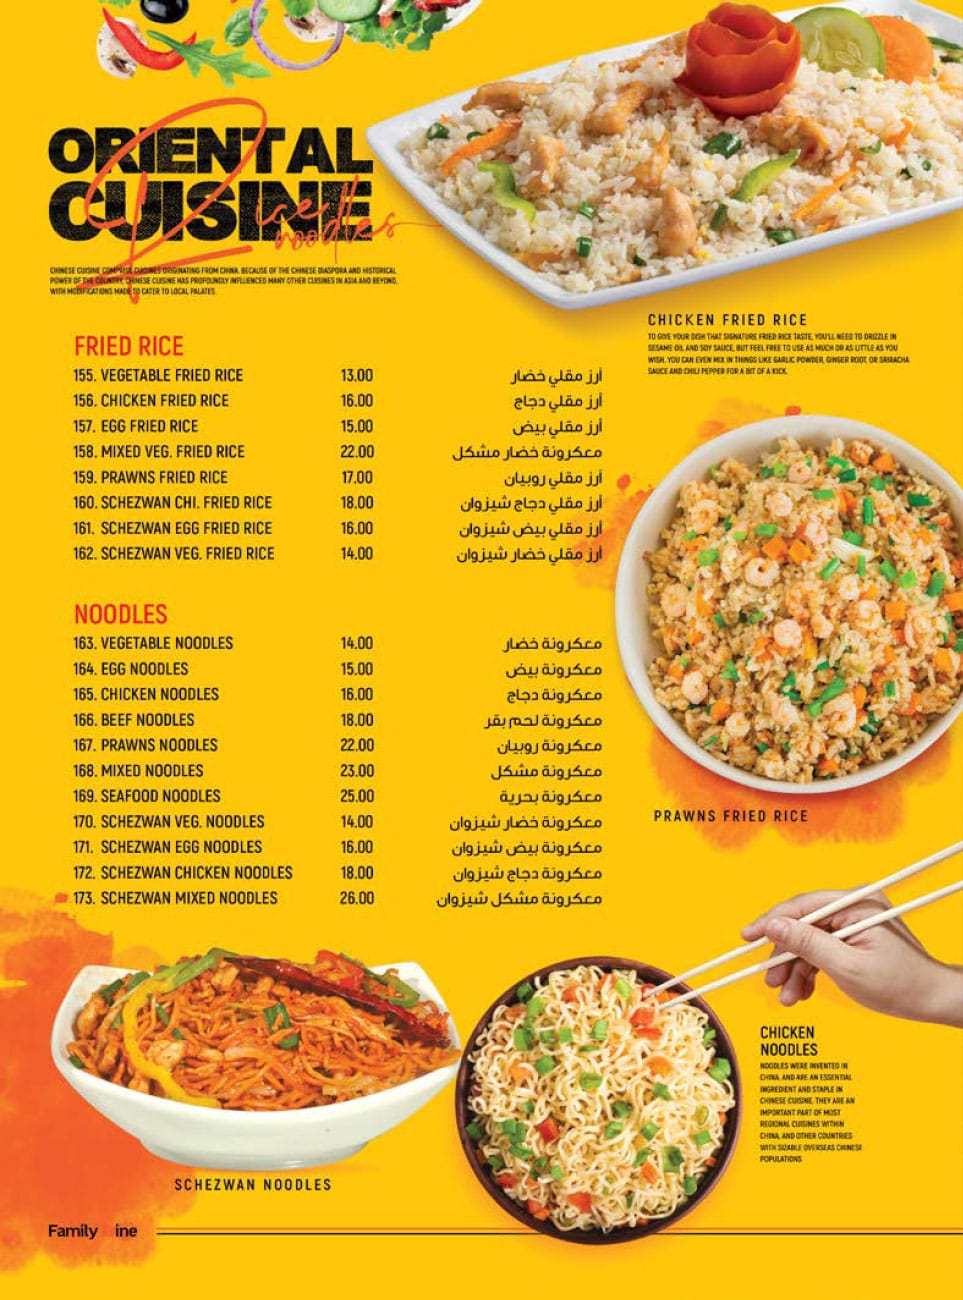 ORIENTAL
CUISINE
Rice noodles
CHINESE CUISINE COMPRISE CUISINES ORIGINATING FROM CHINA. BECAUSE OF THE CHINESE DIASPORA AND HISTORICAL
POWER OF THE COUNTRY, CHINESE CUISINE HAS PROFOUNDLY INFLUENCED MANY OTHER CUISINES IN ASIA AND BEYOND,
WITH MODIFICATIONS MADE TO CATER TO LOCAL PALATES.
CHICKEN FRIED RICE
TO GIVE YOUR DISH THAT SIGNATURE FRIED RICE TASTE, YOU'LL NEED TO DRIZZLE IN
SESAME OIL AND SOY SAUCE, BUT FEEL FREE TO USE AS MUCH OR AS LITTLE AS YOU
WISH. YOU CAN EVEN MIX IN THINGS LIKE GARLIC POWDER, GINGER ROOT, OR SRIRACHA
SAUCE AND CHILI PEPPER FOR A BIT OF A KICK.
FRIED RICE
155. VEGETABLE FRIED RICE 13.00 أرز مقلي خضار
156. CHICKEN FRIED RICE 16.00 أرز مقلي دجاج
157. EGG FRIED RICE 15.00 أرز مقلي بيض
158. MIXED VEG. FRIED RICE 22.00 معكرونة خضار مشكل
159. PRAWNS FRIED RICE 17.00 أرز مقلي روبيان
160. SCHEZWAN CHI. FRIED RICE 18.00 أرز مقلي دجاج شيزوان
161. SCHEZWAN EGG FRIED RICE 16.00 أرز مقلي بيض شيزوان
162. SCHEZWAN VEG. FRIED RICE 14.00 أرز مقلي خضار شيزوان
NOODLES
163. VEGETABLE NOODLES 14.00 معكرونة خضار
164. EGG NOODLES 15.00 معكرونة بيض
165. CHICKEN NOODLES 16.00 معكرونة دجاج
166. BEEF NOODLES 18.00 معكرونة لحم بقر
167. PRAWNS NOODLES 22.00 معكرونة روبيان
168. MIXED NOODLES 23.00 معكرونة مشكل
169. SEAFOOD NOODLES 25.00 معكرونة بحرية
170. SCHEZWAN VEG. NOODLES 14.00 معكرونة خضار شيزوان
171. SCHEZWAN EGG NOODLES 16.00 معكرونة بيض شيزوان
172. SCHEZWAN CHICKEN NOODLES 18.00 معكرونة دجاج شيزوان
173. SCHEZWAN MIXED NOODLES 26.00 معكرونة مشكل شيزوان
PRAWNS FRIED RICE
CHICKEN
NOODLES
NOODLES WERE INVENTED IN
CHINA, AND ARE AN ESSENTIAL
INGREDIENT AND STAPLE IN
CHINESE CUISINE. THEY ARE AN
IMPORTANT PART OF MOST
REGIONAL CUISINES WITHIN
CHINA, AND OTHER COUNTRIES
WITH SIZABLE OVERSEAS CHINESE
POPULATIONS
SCHEZWAN NOODLES
Family Dine